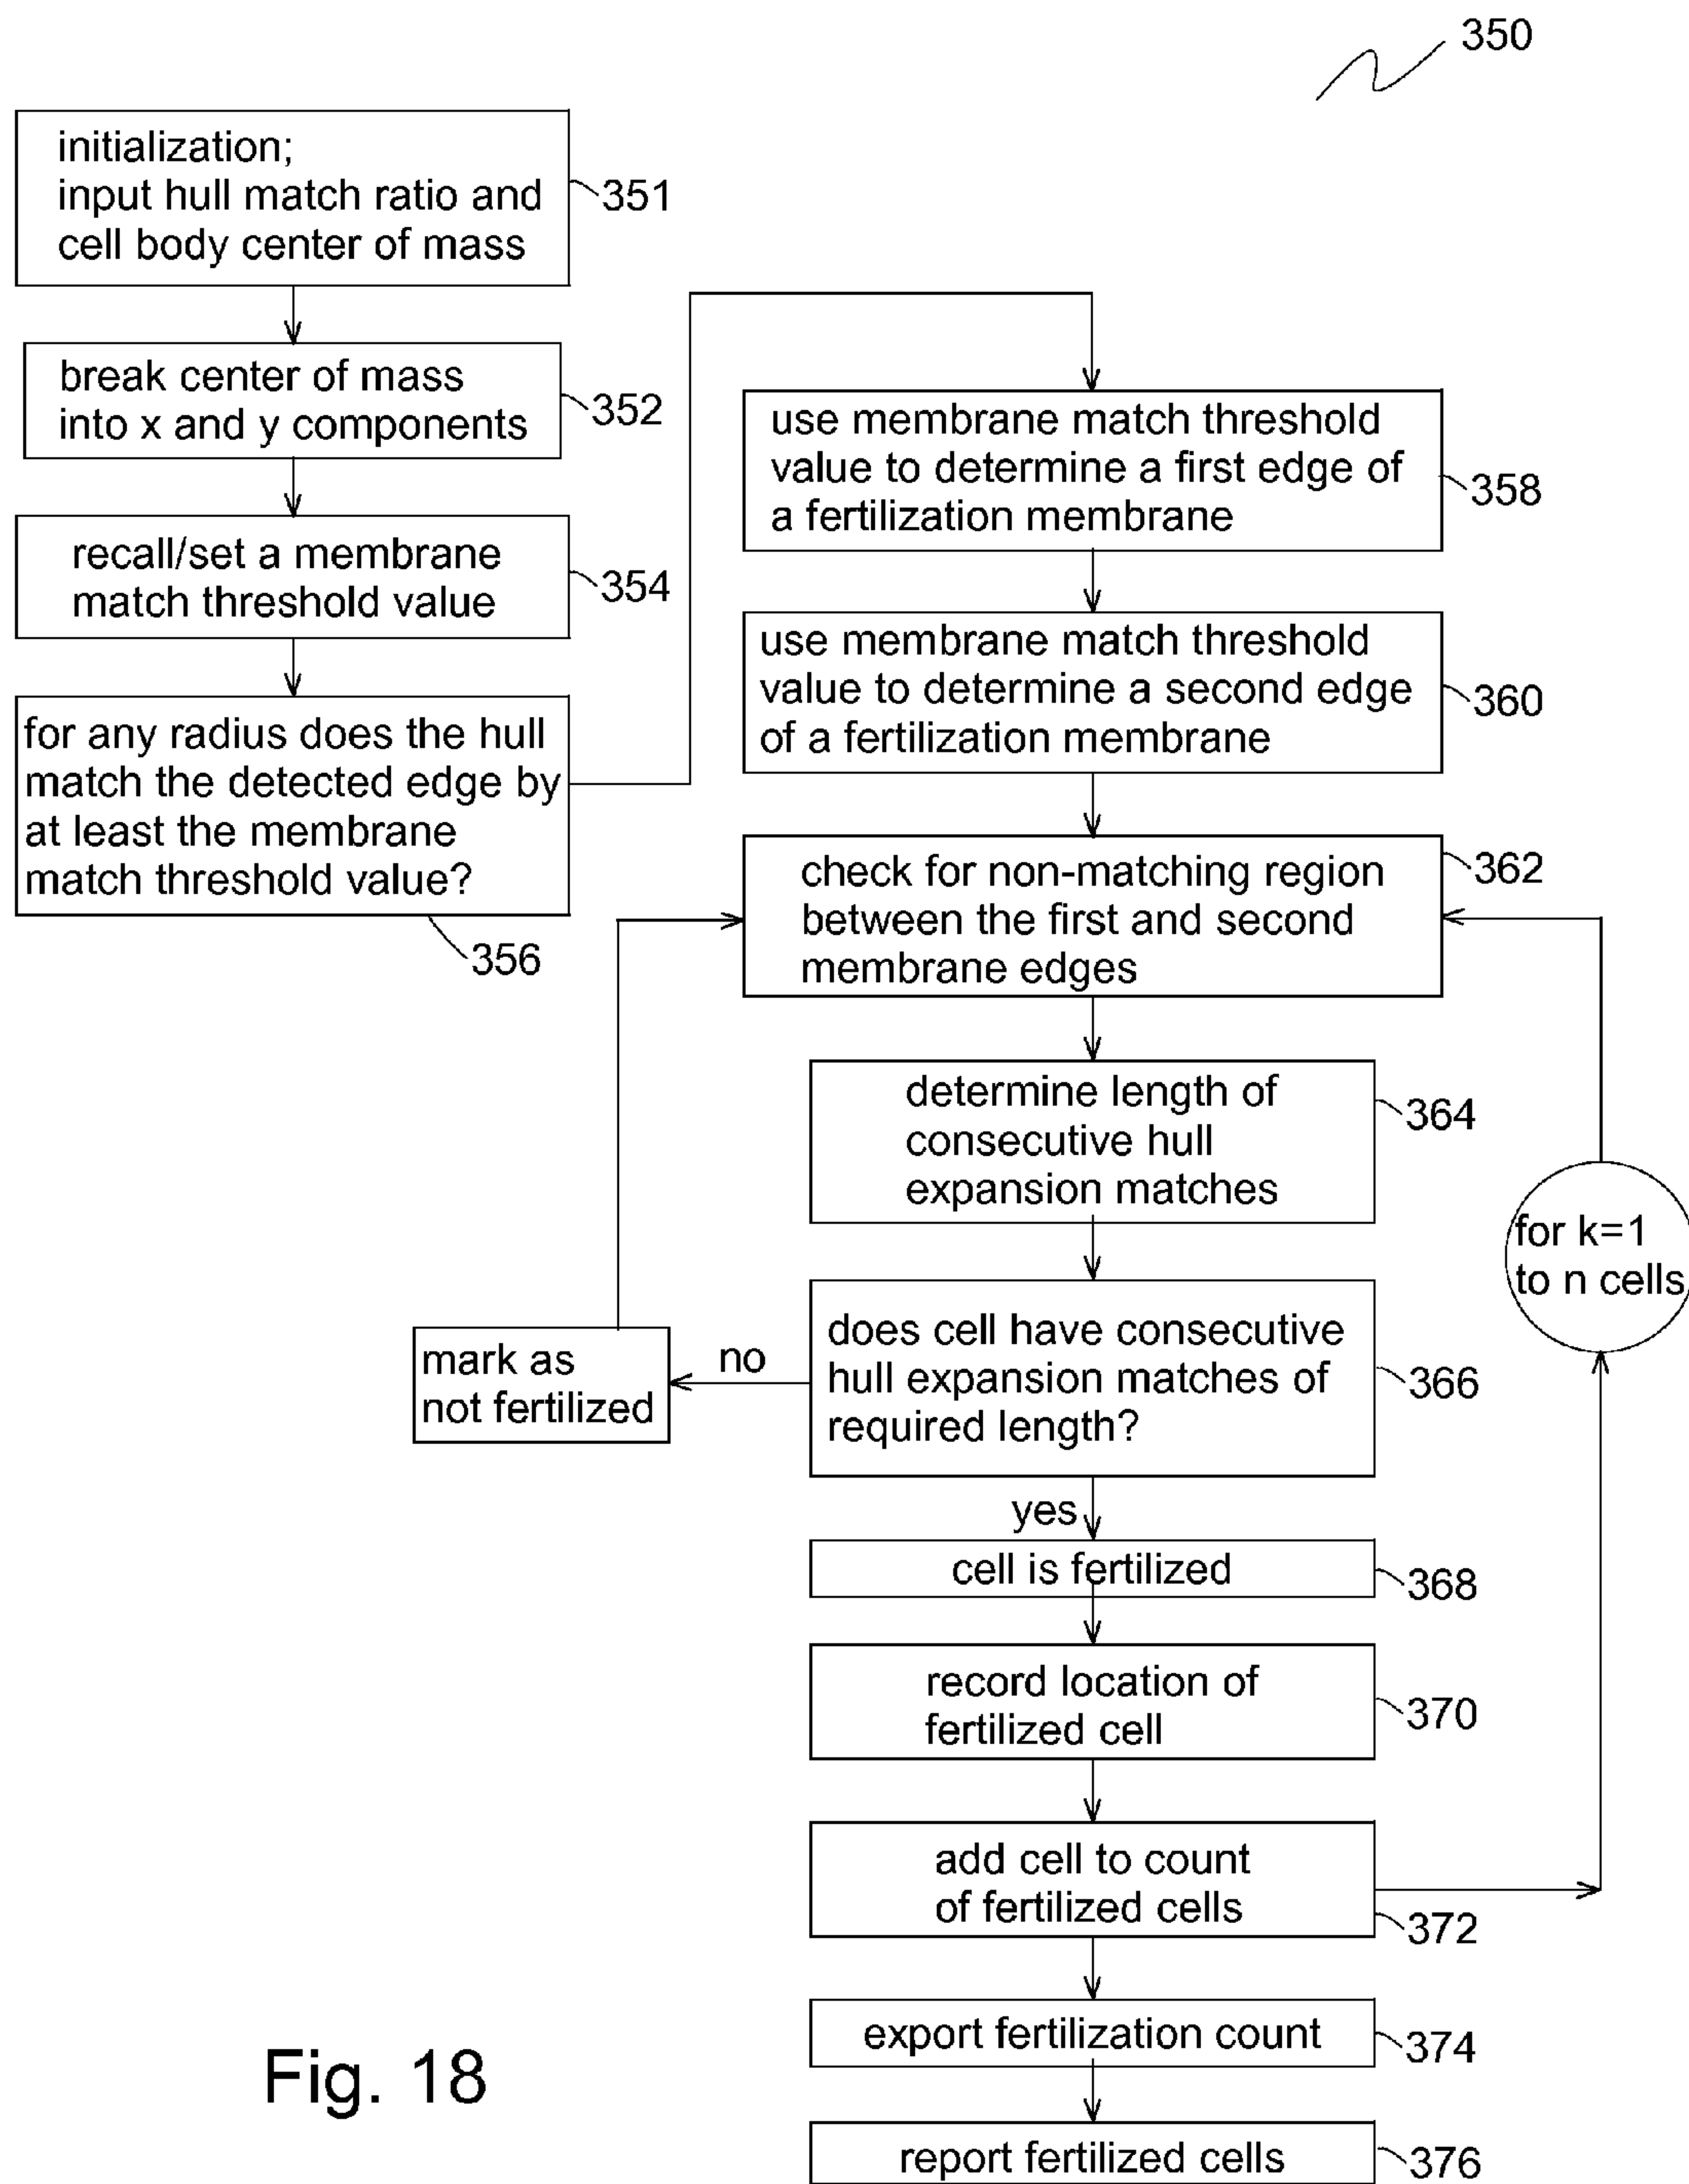 350
initialization;
input hull match ratio and
cell body center of mass
351
break center of mass
into x and y components
352
recall/set a membrane
match threshold value
354
for any radius does the hull
match the detected edge by
at least the membrane
match threshold value?
356
use membrane match threshold
value to determine a first edge of
a fertilization membrane
358
use membrane match threshold
value to determine a second edge
of a fertilization membrane
360
check for non-matching region
between the first and second
membrane edges
362
determine length of
consecutive hull
expansion matches
364
for k=1
to n cells
does cell have consecutive
hull expansion matches of
required length?
366
no
mark as
not fertilized
yes
cell is fertilized
368
record location of
fertilized cell
370
add cell to count
of fertilized cells
372
export fertilization count
374
report fertilized cells
376
Fig. 18